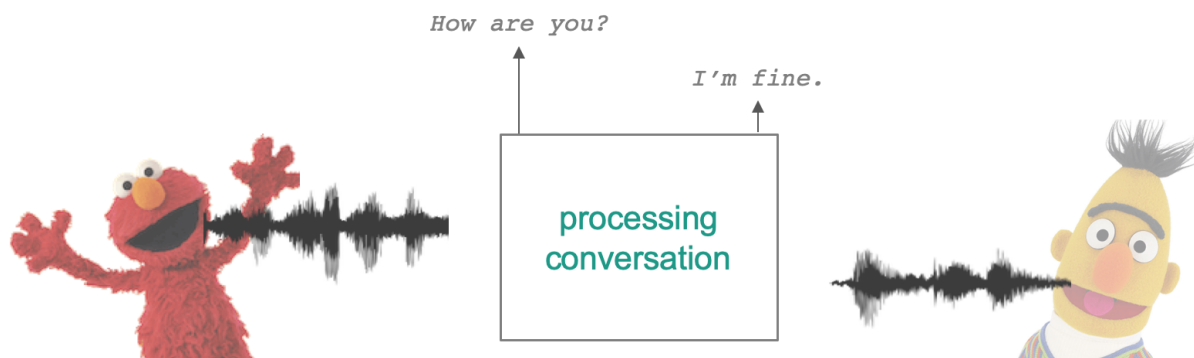 How are you?
I’m fine.
processing
conversation